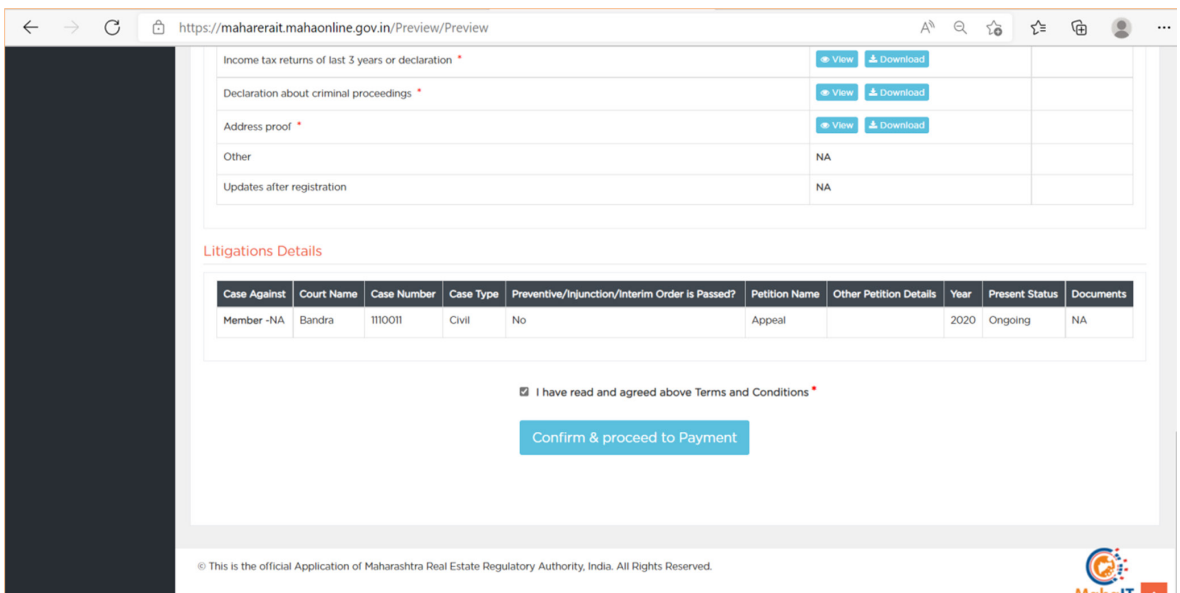 https://maharerait.mahaonline.gov.in/Preview/Preview
Income tax returns of last 3 years or declaration * View Download
Declaration about criminal proceedings * View Download
Address proof * View Download
Other NA
Updates after registration NA
Litigations Details
Case Against Court Name Case Number Case Type Preventive/Injunction/Interim Order is Passed? Petition Name Other Petition Details Year Present Status Documents
Member -NA Bandra 1110011 Civil No Appeal 2020 Ongoing NA
I have read and agreed above Terms and Conditions *
Confirm & proceed to Payment
© This is the official Application of Maharashtra Real Estate Regulatory Authority, India. All Rights Reserved.
MahaIT